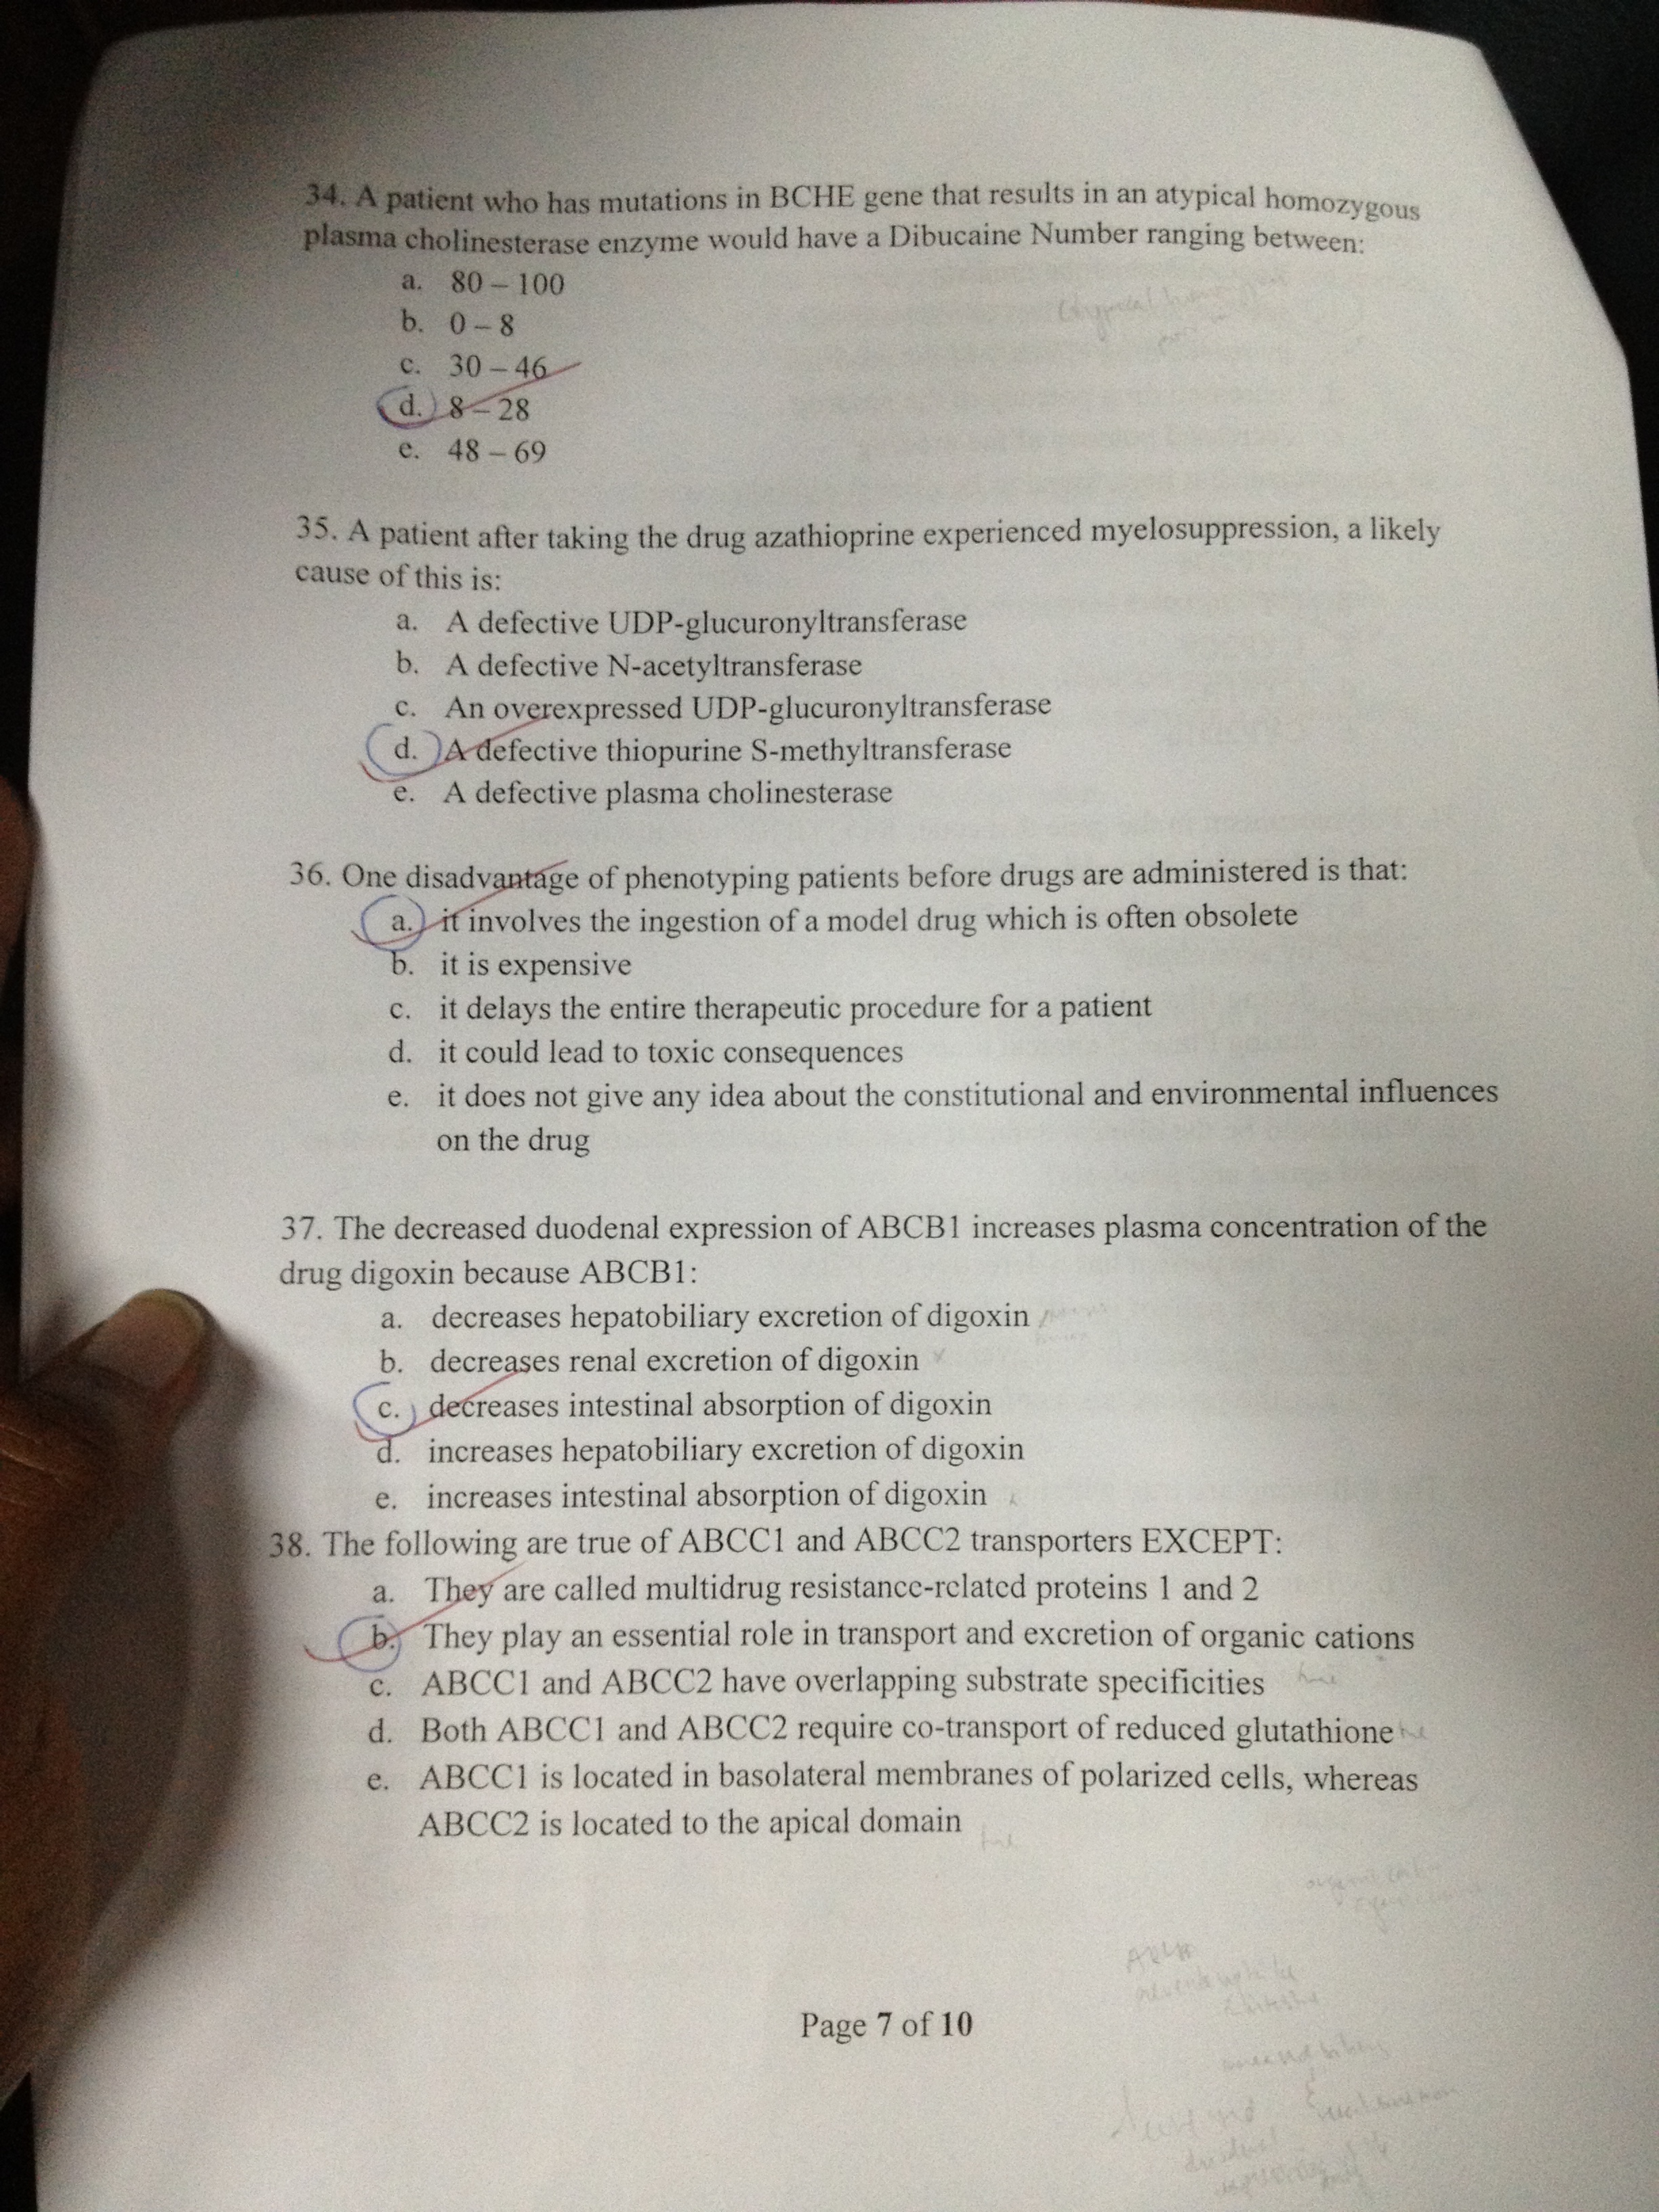 34. A patient who has mutations in BCHE gene that results in an atypical homozygous
plasma cholinesterase enzyme would have a Dibucaine Number ranging between:
a. 80 – 100
b. 0 – 8
c. 30 – 46
d. 8 – 28
e. 48 – 69
35. A patient after taking the drug azathioprine experienced myelosuppression, a likely
cause of this is:
a. A defective UDP-glucuronyltransferase
b. A defective N-acetyltransferase
c. An overexpressed UDP-glucuronyltransferase
d. A defective thiopurine S-methyltransferase
e. A defective plasma cholinesterase
36. One disadvantage of phenotyping patients before drugs are administered is that:
a. it involves the ingestion of a model drug which is often obsolete
b. it is expensive
c. it delays the entire therapeutic procedure for a patient
d. it could lead to toxic consequences
e. it does not give any idea about the constitutional and environmental influences
on the drug
37. The decreased duodenal expression of ABCB1 increases plasma concentration of the
drug digoxin because ABCB1:
a. decreases hepatobiliary excretion of digoxin
b. decreases renal excretion of digoxin
c. decreases intestinal absorption of digoxin
d. increases hepatobiliary excretion of digoxin
e. increases intestinal absorption of digoxin
38. The following are true of ABCC1 and ABCC2 transporters EXCEPT:
a. They are called multidrug resistance-related proteins 1 and 2
b. They play an essential role in transport and excretion of organic cations
c. ABCC1 and ABCC2 have overlapping substrate specificities true
d. Both ABCC1 and ABCC2 require co-transport of reduced glutathione
e. ABCC1 is located in basolateral membranes of polarized cells, whereas
ABCC2 is located to the apical domain
Page 7 of 10